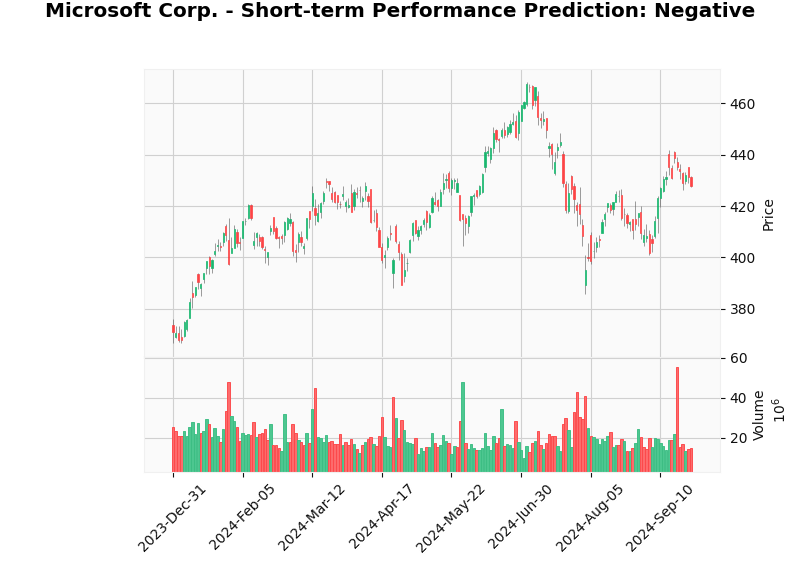 Microsoft Corp. - Short-term Performance Prediction: Negative
460
440
420
400
380
60
40
20
Price
Volume
10^6
2023-Dec-31
2024-Feb-05
2024-Mar-12
2024-Apr-17
2024-May-22
2024-Jun-30
2024-Aug-05
2024-Sep-10